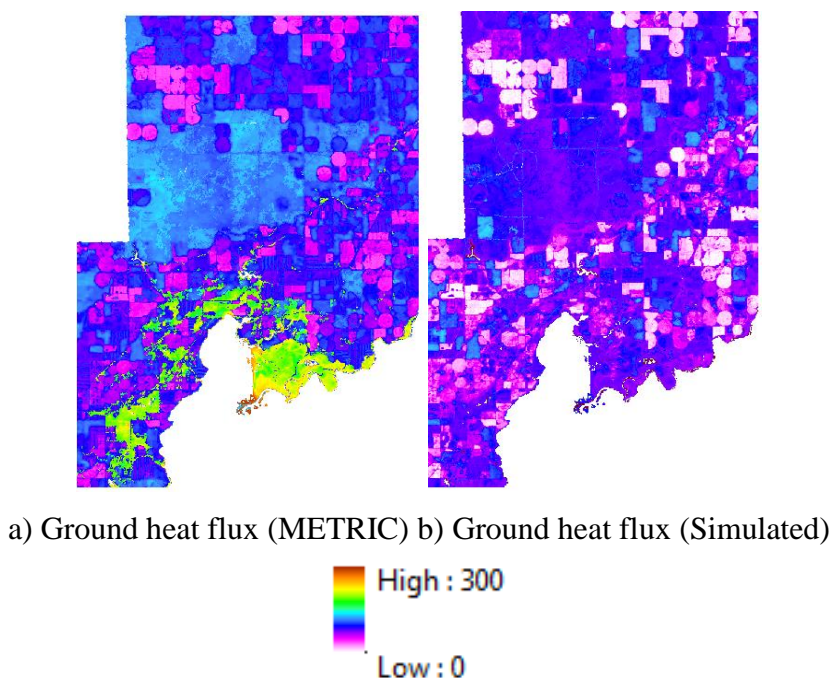 a) Ground heat flux (METRIC) b) Ground heat flux (Simulated)
High : 300
Low : 0